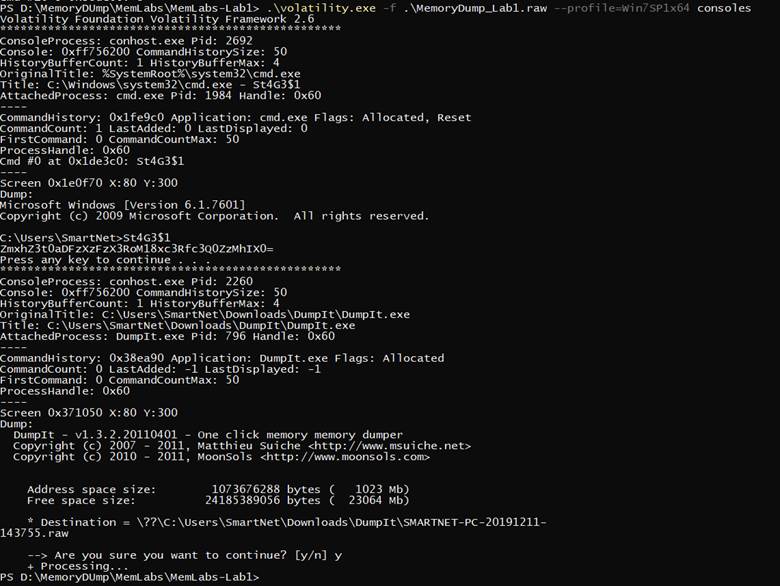 PS D:\MemoryDUmp\MemLabs\MemLabs-Lab1> .\volatility.exe -f .\MemoryDump_Lab1.raw --profile=Win7SP1x64 consoles
Volatility Foundation Volatility Framework 2.6
**************************************************
ConsoleProcess: conhost.exe Pid: 2692
Console: 0xff756200 CommandHistorySize: 50
HistoryBufferCount: 1 HistoryBufferMax: 4
OriginalTitle: %SystemRoot%\system32\cmd.exe
Title: C:\Windows\system32\cmd.exe - St4G3$1
AttachedProcess: cmd.exe Pid: 1984 Handle: 0x60
----
CommandHistory: 0x1fe9c0 Application: cmd.exe Flags: Allocated, Reset
CommandCount: 1 LastAdded: 0 LastDisplayed: 0
FirstCommand: 0 CommandCountMax: 50
ProcessHandle: 0x60
Cmd #0 at 0x1de3c0: St4G3$1
----
Screen 0x1e0f70 X:80 Y:300
Dump:
Microsoft Windows [Version 6.1.7601]
Copyright (c) 2009 Microsoft Corporation.  All rights reserved.
C:\Users\SmartNet>St4G3$1
ZmxhZ3t0aDFzXzFzX3RoM18xc3Rfc3Q0ZzMhIX0=
Press any key to continue . . .
**************************************************
ConsoleProcess: conhost.exe Pid: 2260
Console: 0xff756200 CommandHistorySize: 50
HistoryBufferCount: 1 HistoryBufferMax: 4
OriginalTitle: C:\Users\SmartNet\Downloads\DumpIt\DumpIt.exe
Title: C:\Users\SmartNet\Downloads\DumpIt\DumpIt.exe
AttachedProcess: DumpIt.exe Pid: 796 Handle: 0x60
----
CommandHistory: 0x38ea90 Application: DumpIt.exe Flags: Allocated
CommandCount: 0 LastAdded: -1 LastDisplayed: -1
FirstCommand: 0 CommandCountMax: 50
ProcessHandle: 0x60
----
Screen 0x371050 X:80 Y:300
Dump:
  DumpIt - v1.3.2.20110401 - One click memory memory dumper
  Copyright (c) 2007 - 2011, Matthieu Suiche <http://www.msuiche.net>
  Copyright (c) 2010 - 2011, MoonSols <http://www.moonsols.com>
    Address space size:        1073676288 bytes (   1023 Mb)
    Free space size:          24185389056 bytes (  23064 Mb)
    * Destination = \??\C:\Users\SmartNet\Downloads\DumpIt\SMARTNET-PC-20191211-
143755.raw
    --> Are you sure you want to continue? [y/n] y
    + Processing...
PS D:\MemoryDUmp\MemLabs\MemLabs-Lab1>